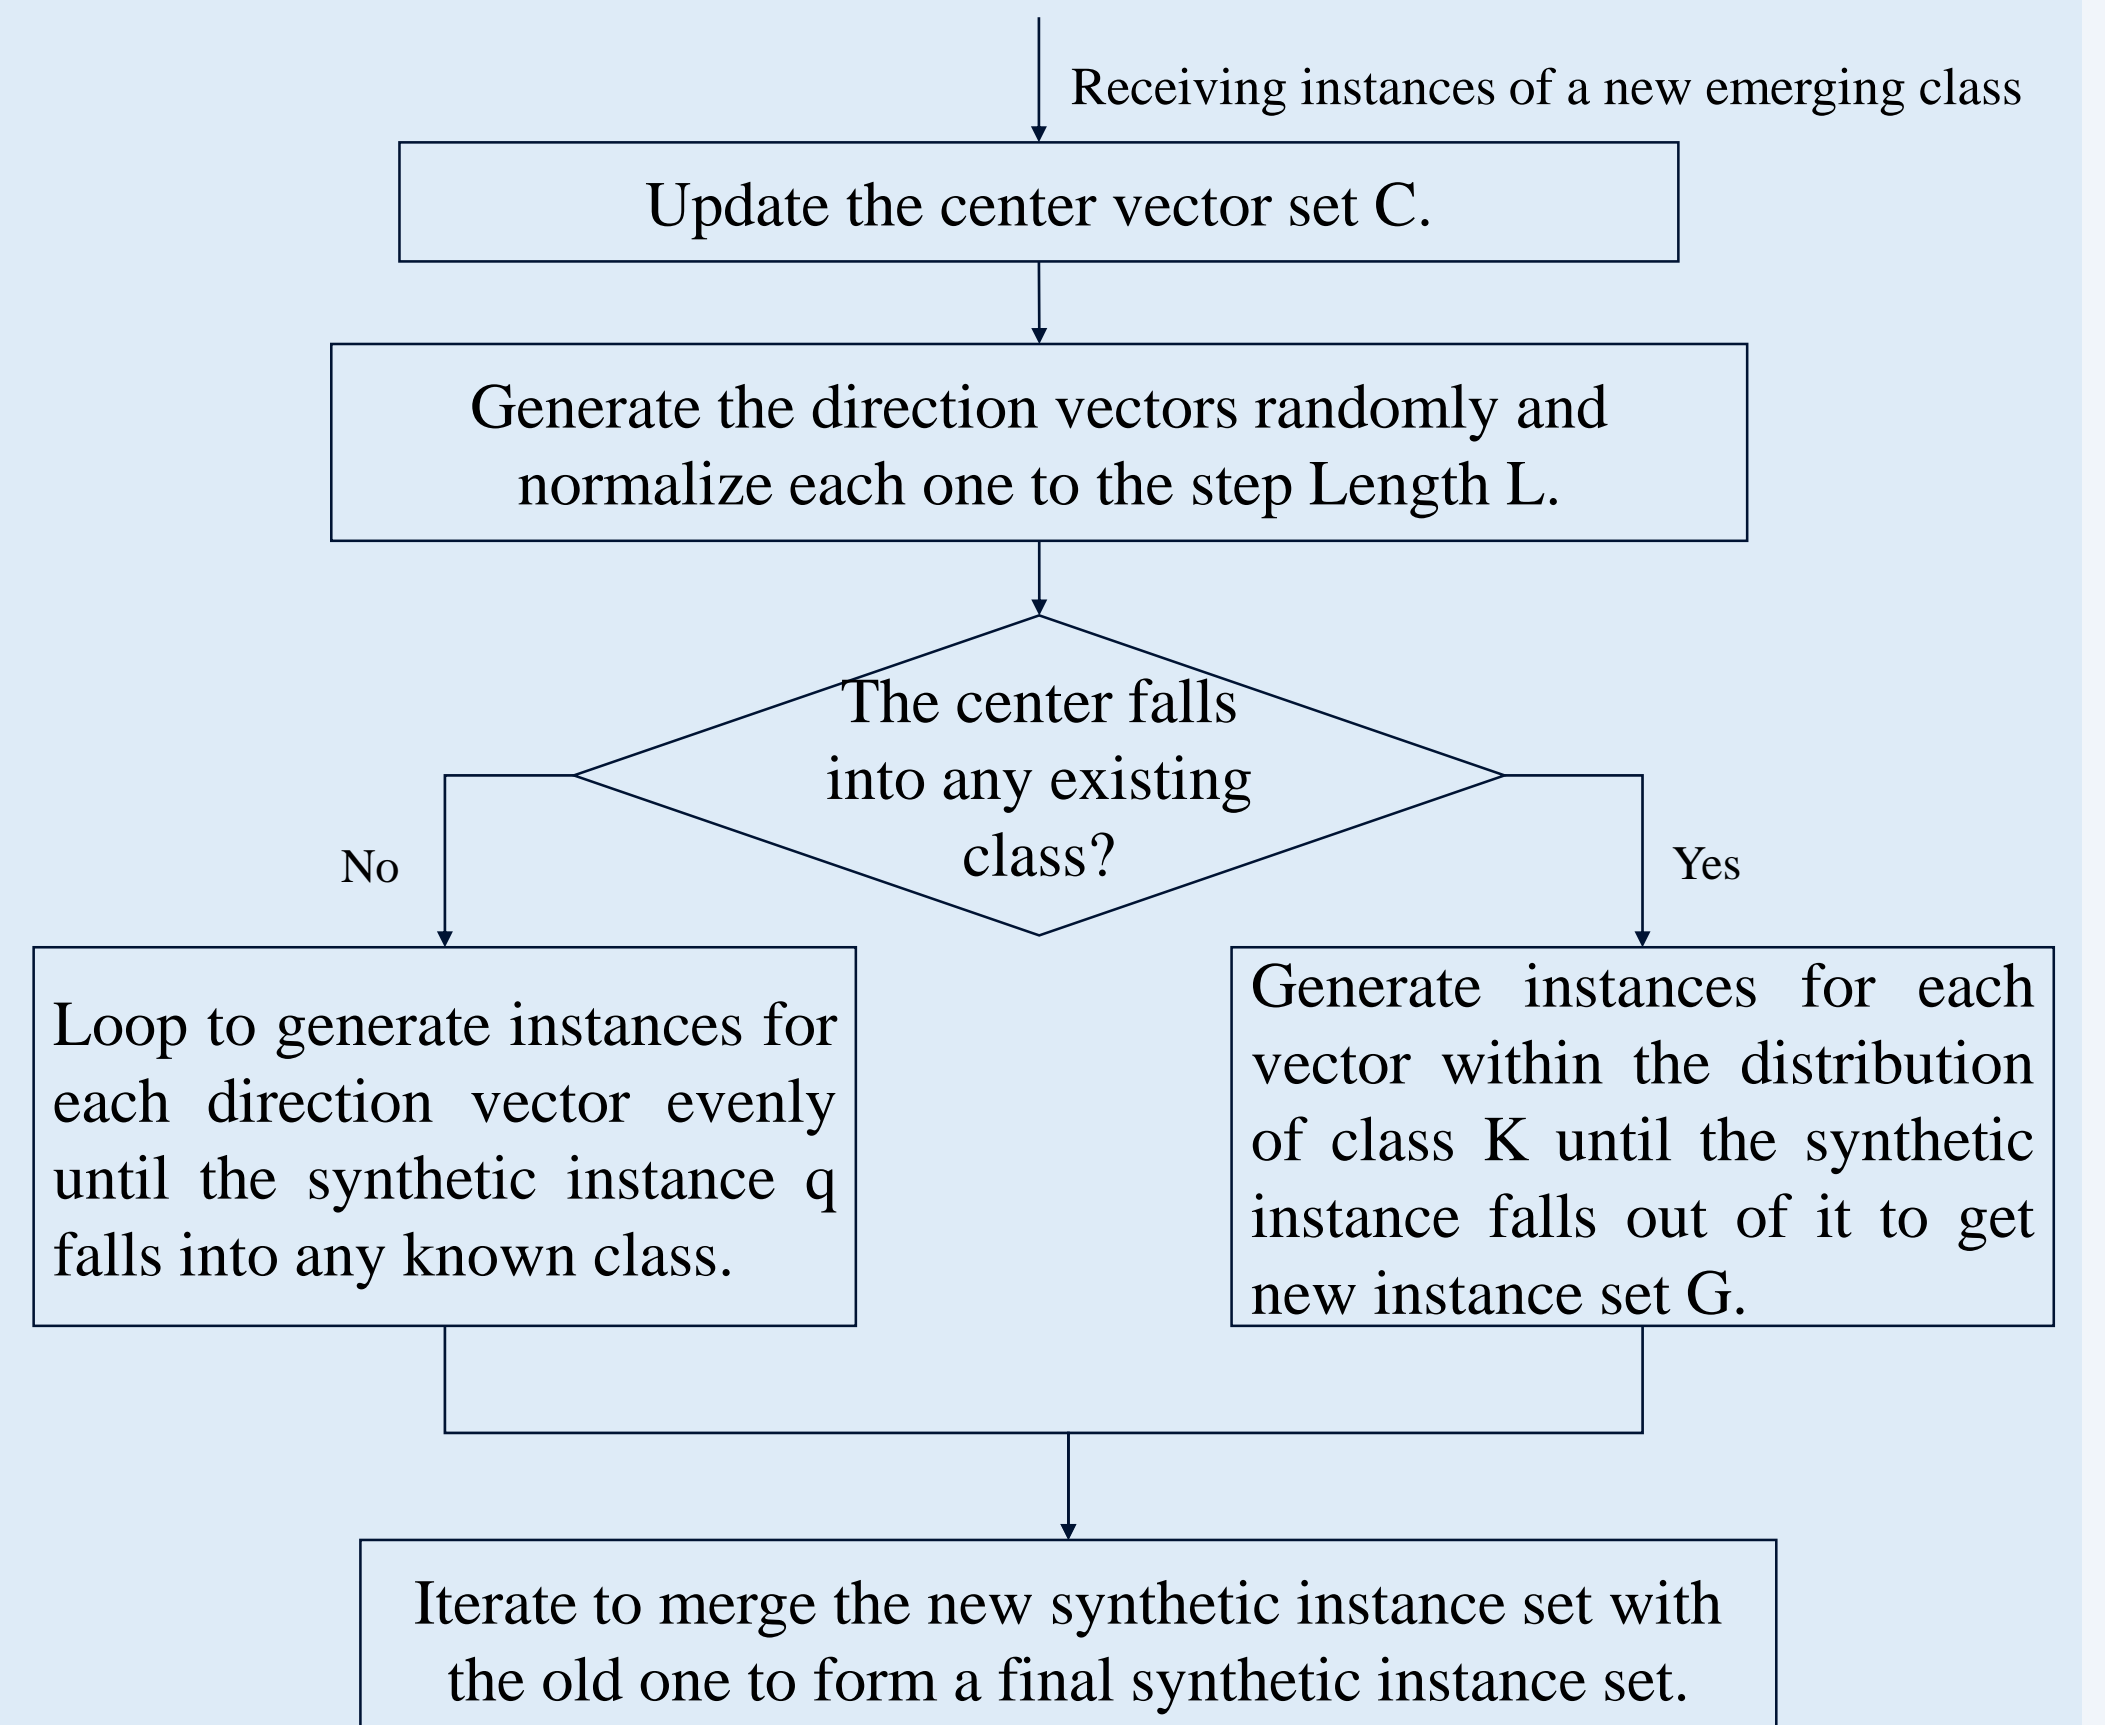 Receiving instances of a new emerging class
Update the center vector set C.
Generate the direction vectors randomly and
normalize each one to the step Length L.
The center falls
into any existing
class?
No
Yes
Loop to generate instances for
each direction vector evenly
until the synthetic instance q
falls into any known class.
Generate instances for each
vector within the distribution
of class K until the synthetic
instance falls out of it to get
new instance set G.
Iterate to merge the new synthetic instance set with
the old one to form a final synthetic instance set.